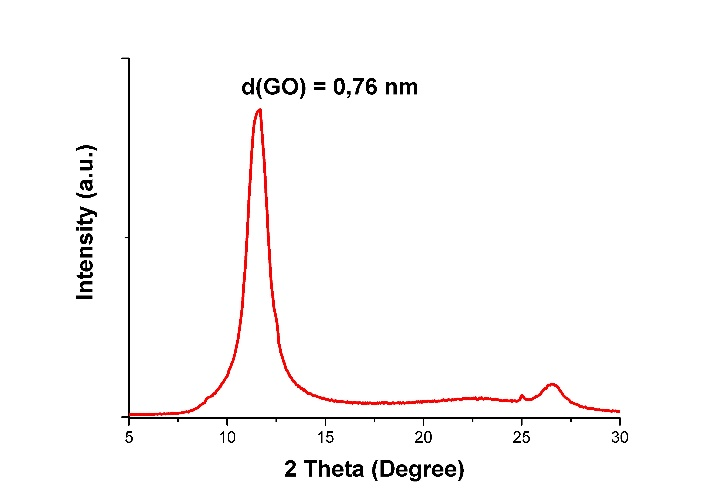 d(GO) = 0,76 nm
Intensity (a.u.)
5 10 15 20 25 30
2 Theta (Degree)